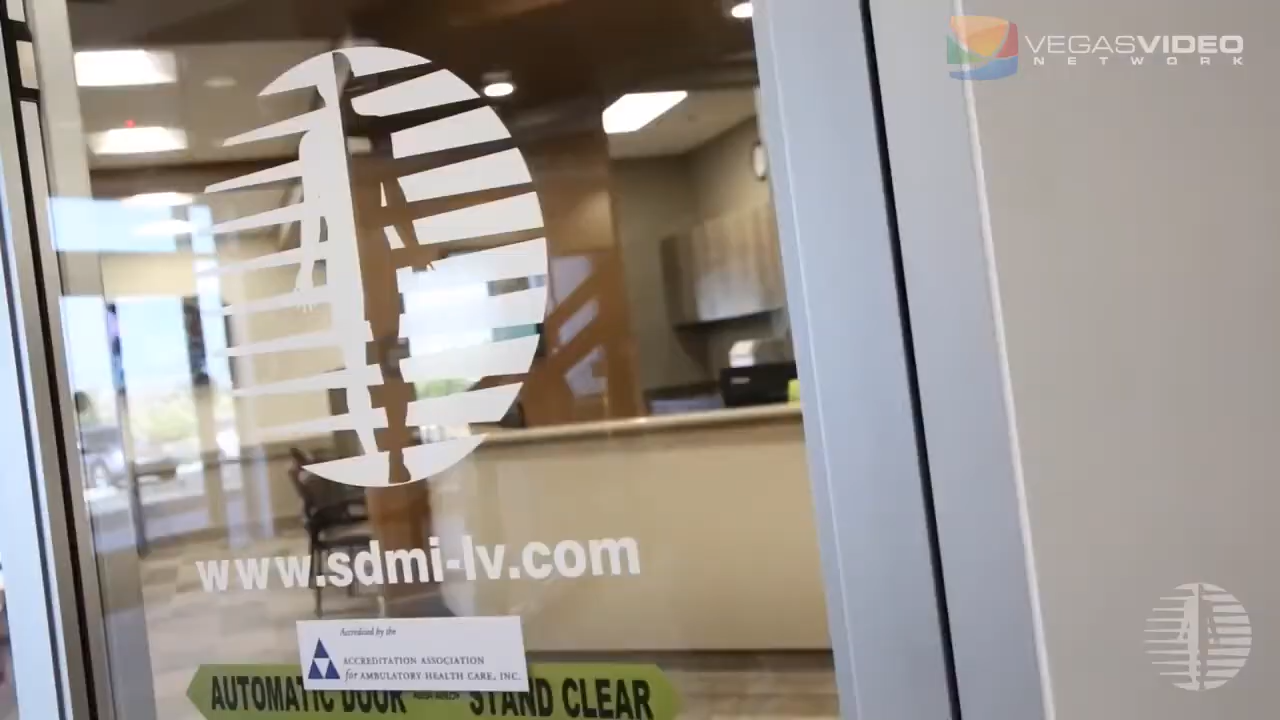 VEGASVIDEO
NETWORK
www.sdmi-lv.com
Accredited by the
ACCREDITATION ASSOCIATION
for AMBULATORY HEALTH CARE, INC.
AUTOMATIC DOOR STAND CLEAR